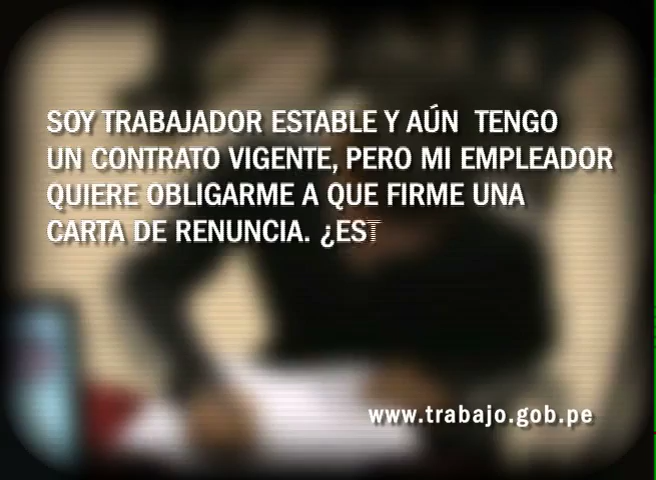 SOY TRABAJADOR ESTABLE Y AÚN TENGO
UN CONTRATO VIGENTE, PERO MI EMPLEADOR
QUIERE OBLIGARME A QUE FIRME UNA
CARTA DE RENUNCIA. ¿EST
www.trabajo.gob.pe